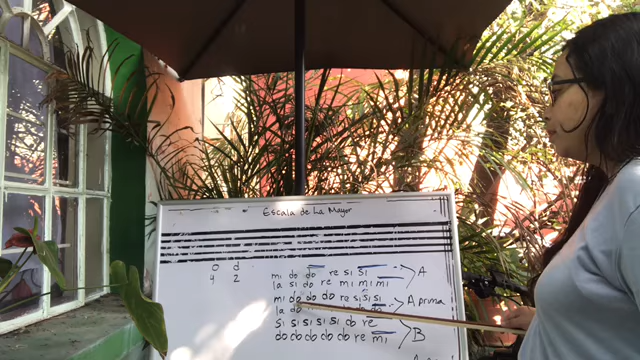 Escala de La Mayor
o d
4 2
mi do do re si si > A
la si do re mi mi mi
mi do do do re si si si > A prima
la do
si si si si si do re > B
do do do do do re mi